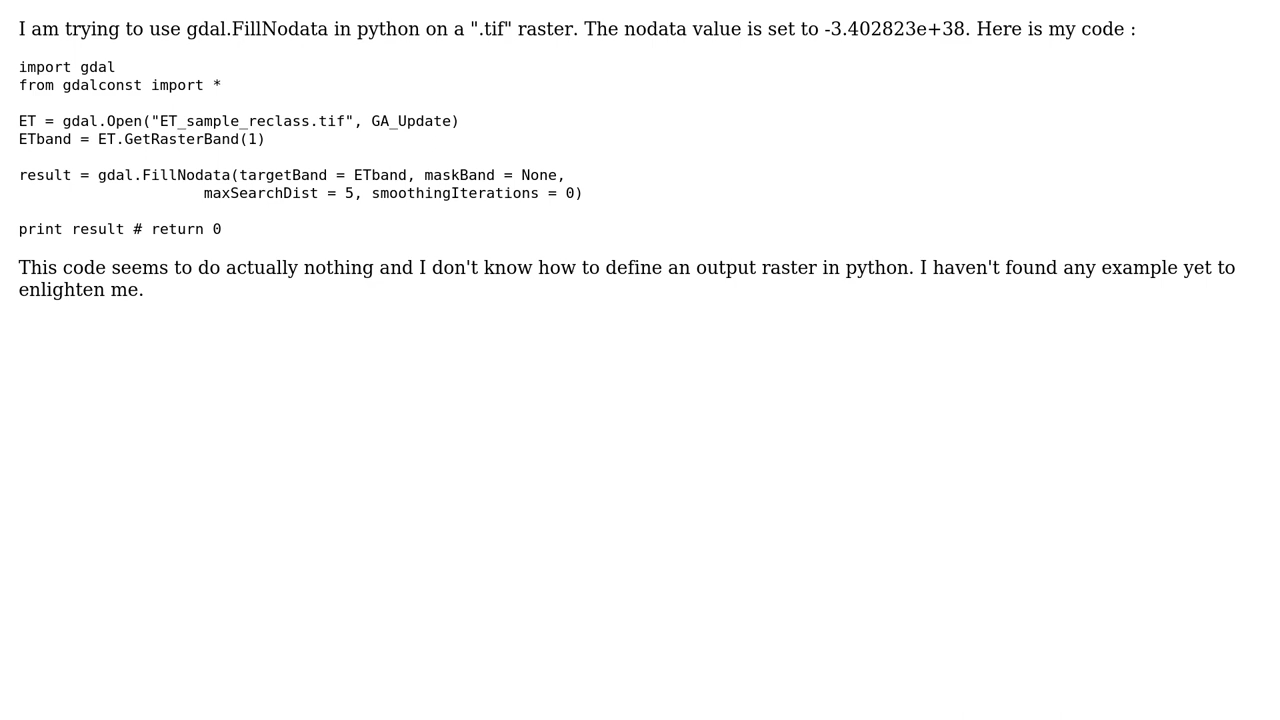 I am trying to use gdal.FillNodata in python on a ".tif" raster. The nodata value is set to -3.402823e+38. Here is my code :
import gdal
from gdalconst import *
ET = gdal.Open("ET_sample_reclass.tif", GA_Update)
ETband = ET.GetRasterBand(1)
result = gdal.FillNodata(targetBand = ETband, maskBand = None,
                     maxSearchDist = 5, smoothingIterations = 0)
print result # return 0
This code seems to do actually nothing and I don't know how to define an output raster in python. I haven't found any example yet to
enlighten me.